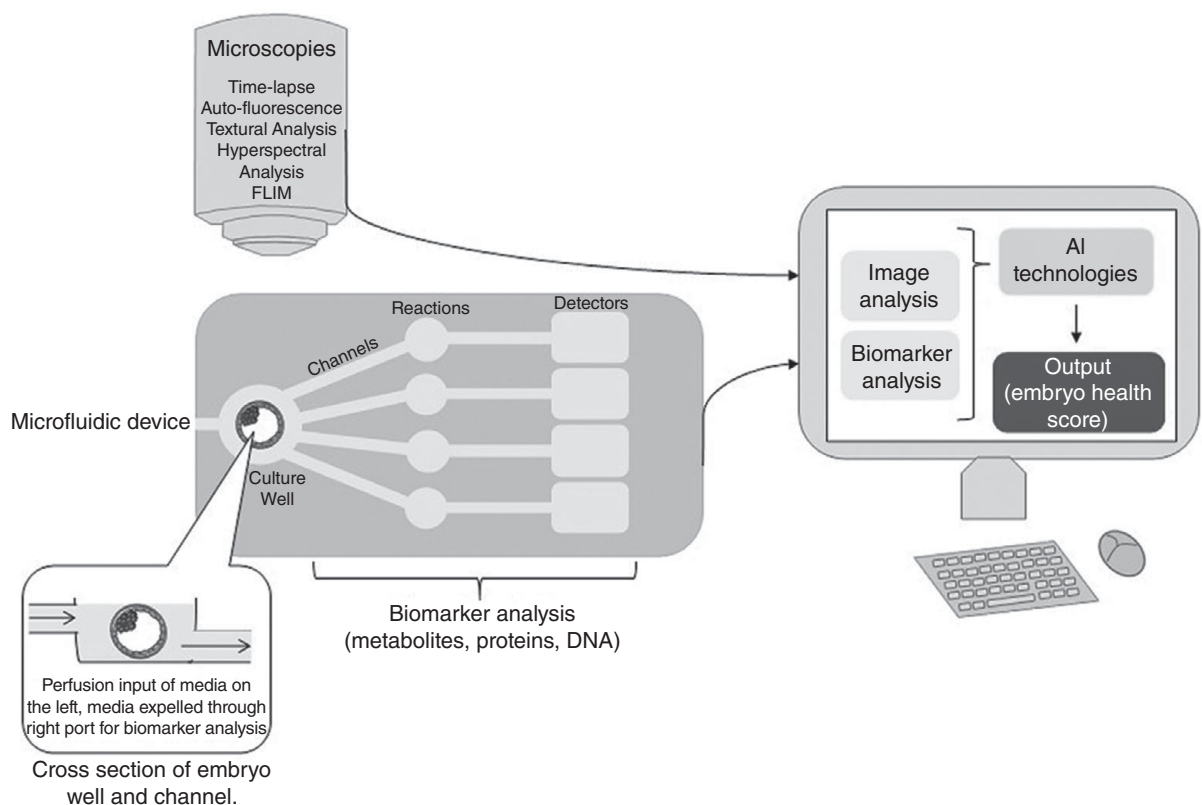 Microscopies
Time-lapse
Auto-fluorescence
Textural Analysis
Hyperspectral
Analysis
FLIM
Image
analysis
Biomarker
analysis
AI
technologies
Output
(embryo health
score)
Reactions
Detectors
Channels
Microfluidic device
Culture
Well
Biomarker analysis
(metabolites, proteins, DNA)
Perfusion input of media on
the left, media expelled through
right port for biomarker analysis
Cross section of embryo
well and channel.